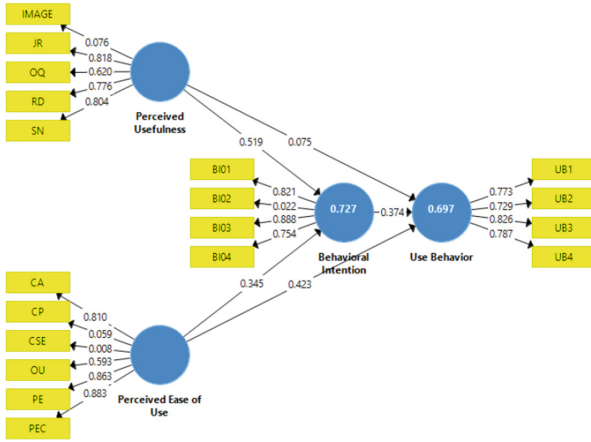 IMAGE
JR
OQ
RD
SN
0.076
0.818
0.620
0.776
0.804
Perceived
Usefulness
0.519
0.075
BI01
BI02
BI03
BI04
0.821
0.022
0.888
0.754
0.727
Behavioral
Intention
0.374
0.697
Use Behavior
0.773
0.729
0.826
0.787
UB1
UB2
UB3
UB4
CA
CP
CSE
OU
PE
PEC
0.810
0.059
0.008
0.593
0.863
0.883
Perceived Ease of
Use
0.345
0.423